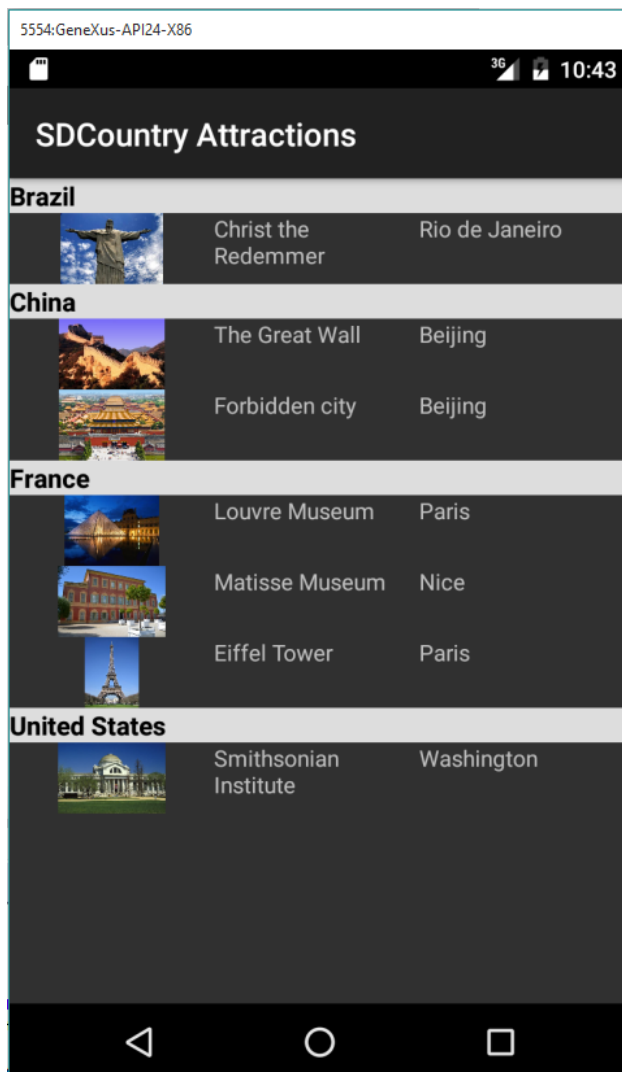 5554:GeneXus-API24-X86
3G 10:43
SDCountry Attractions
Brazil
Christ the Rio de Janeiro
Redemmer
China
The Great Wall Beijing
Forbidden city Beijing
France
Louvre Museum Paris
Matisse Museum Nice
Eiffel Tower Paris
United States
Smithsonian Washington
Institute